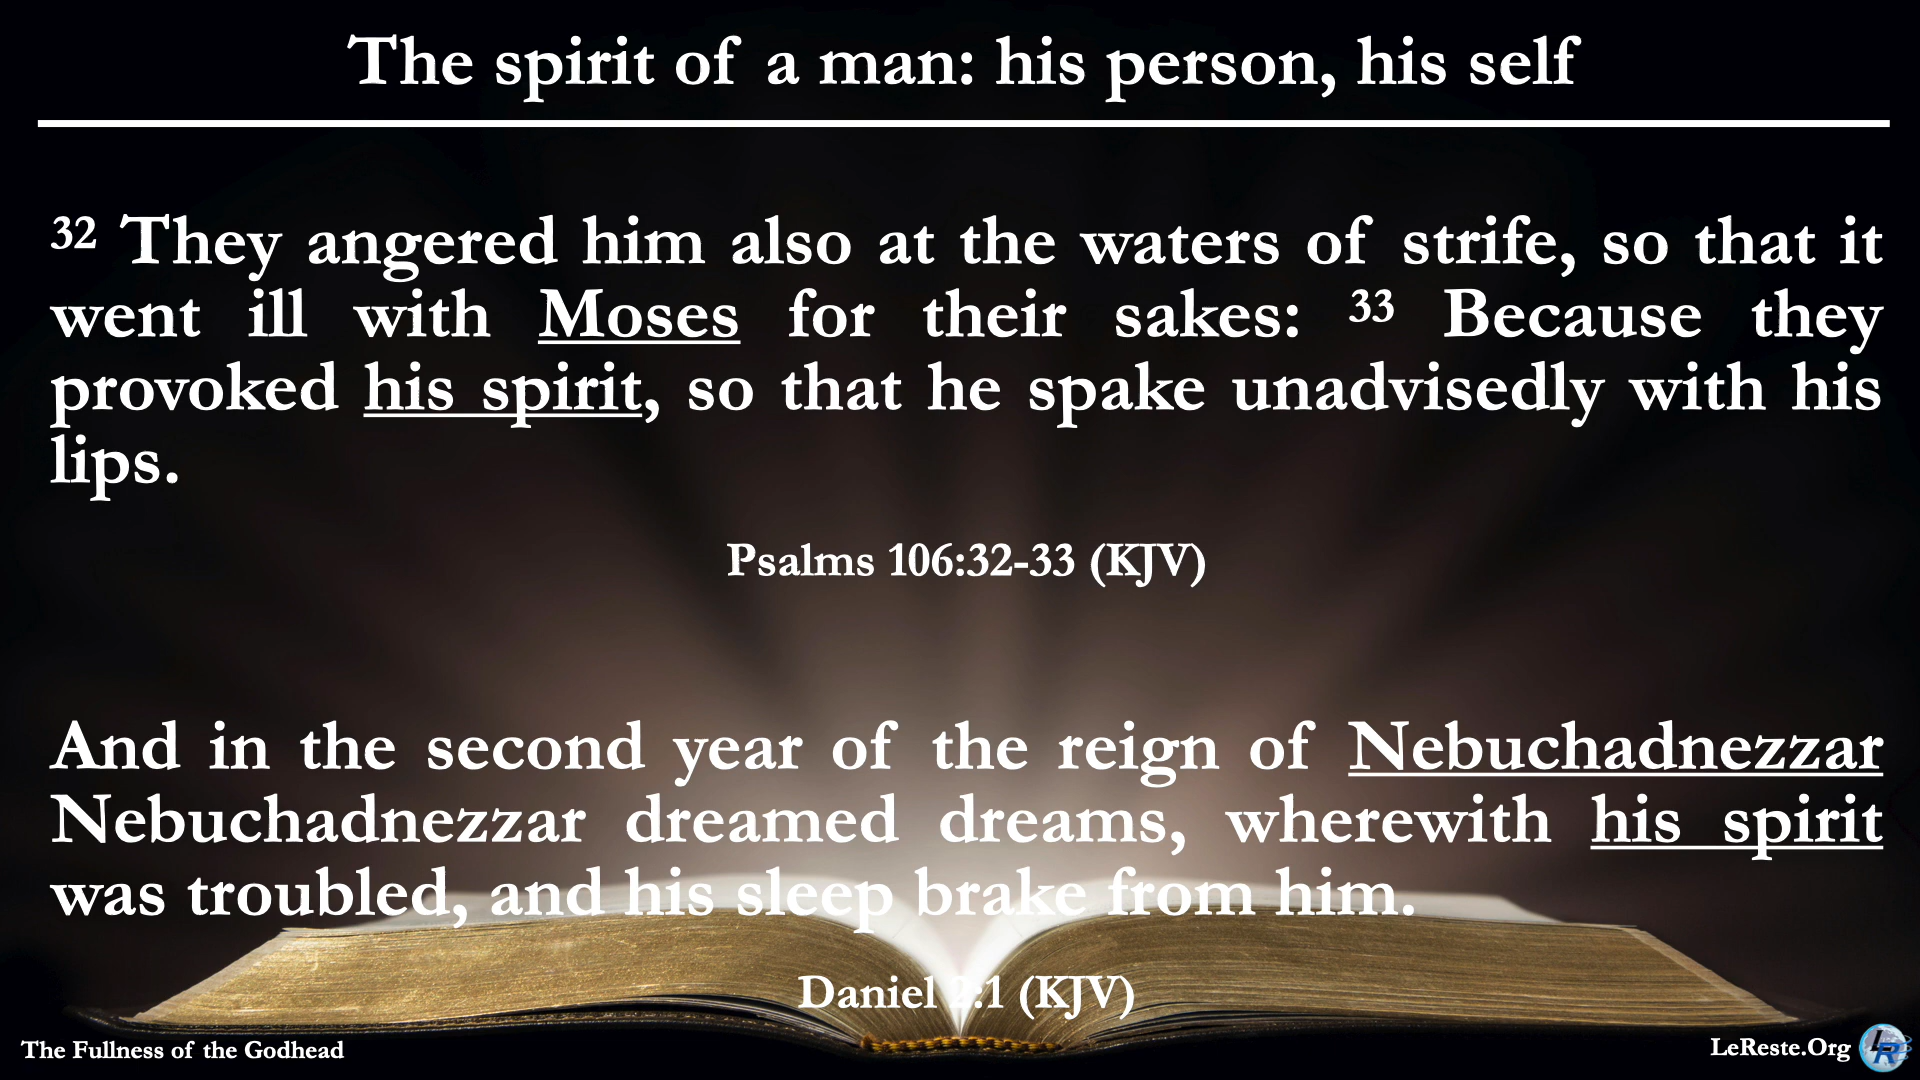 The spirit of a man: his person, his self
32 They angered him also at the waters of strife, so that it
went ill with Moses for their sakes: 33 Because they
provoked his spirit, so that he spake unadvisedly with his
lips.
Psalms 106:32-33 (KJV)
And in the second year of the reign of Nebuchadnezzar
Nebuchadnezzar dreamed dreams, wherewith his spirit
was troubled, and his sleep brake from him.
Daniel 2:1 (KJV)
The Fullness of the Godhead
LeReste.Org
LR